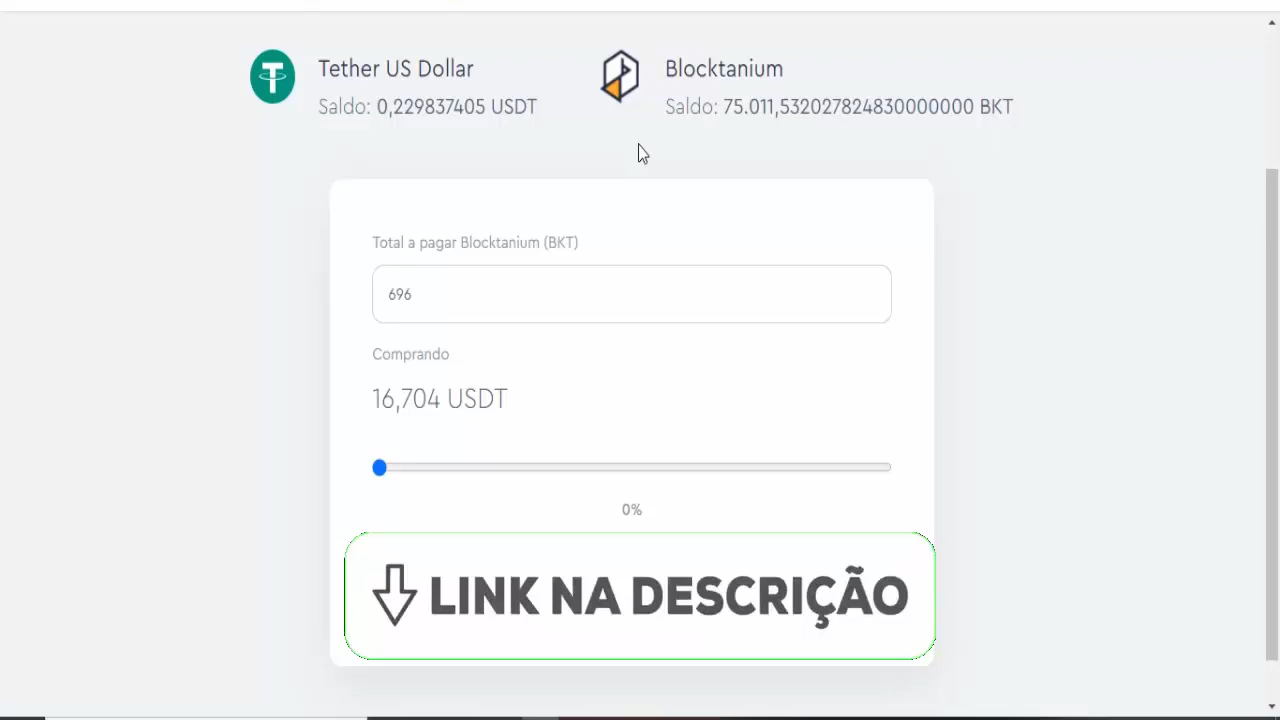 Tether US Dollar
Saldo: 0,229837405 USDT
Blocktanium
Saldo: 75.011,532027824830000000 BKT
Total a pagar Blocktanium (BKT)
696
Comprando
16,704 USDT
0%
LINK NA DESCRIÇÃO